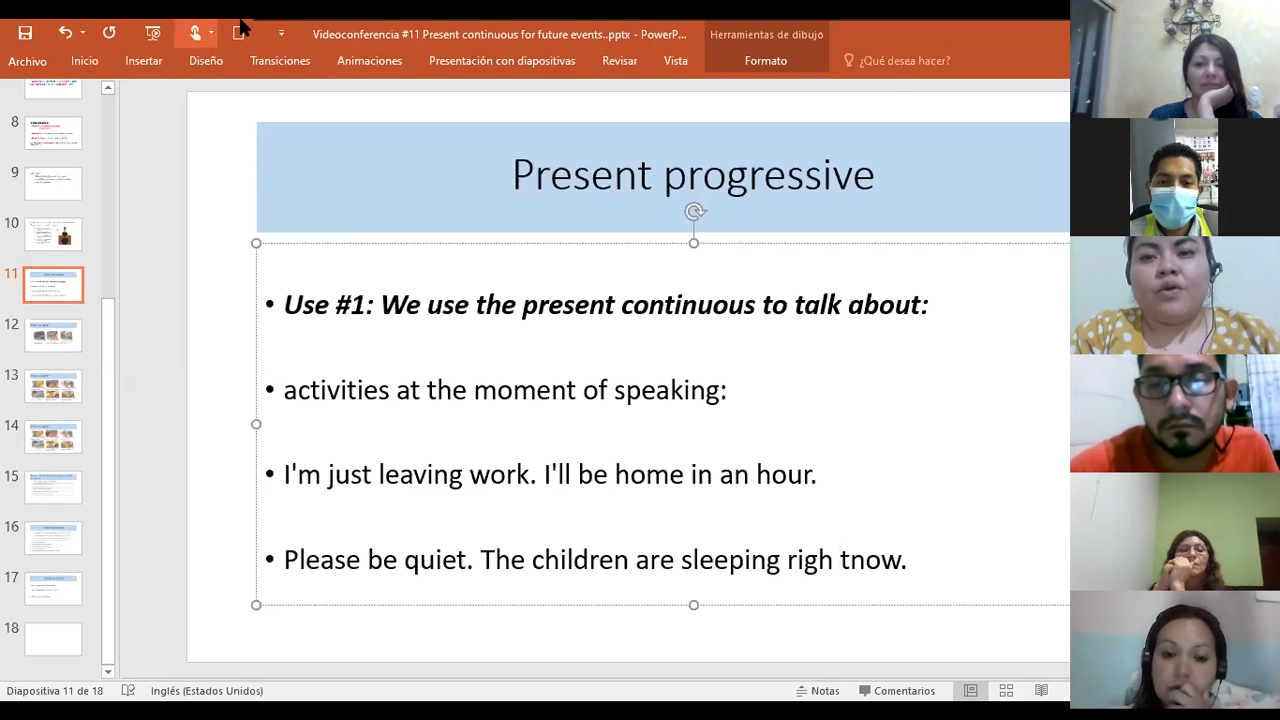 Videoconferencia #11 Present continuous for future events..pptx - PowerP...
Herramientas de dibujo
Archivo
Inicio
Insertar
Diseño
Transiciones
Animaciones
Presentación con diapositivas
Revisar
Vista
Formato
¿Qué desea hacer?
8
9
10
11
12
13
14
15
16
17
18
Present progressive
• Use #1: We use the present continuous to talk about:
• activities at the moment of speaking:
• I'm just leaving work. I'll be home in an hour.
• Please be quiet. The children are sleeping righ tnow.
Diapositiva 11 de 18
Inglés (Estados Unidos)
Notas
Comentarios